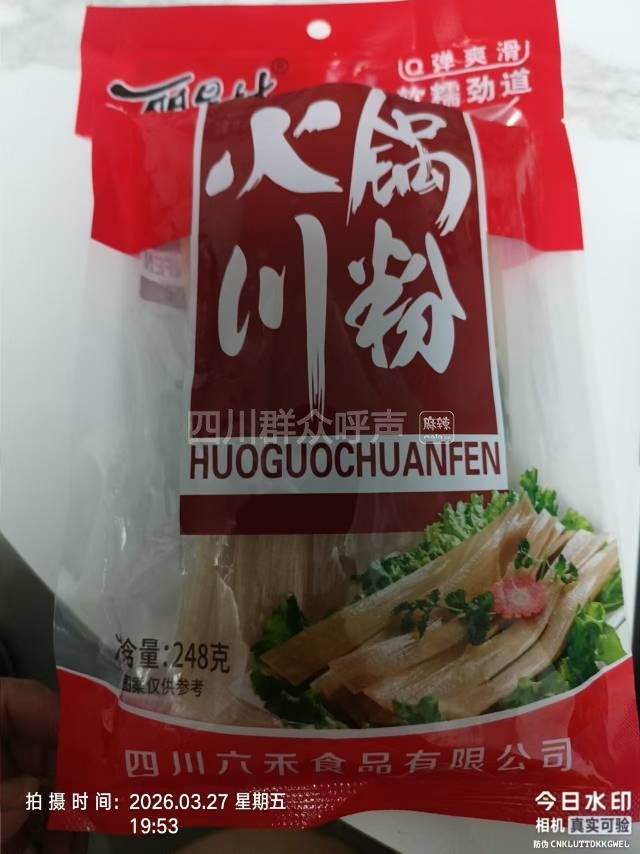 Q弹爽滑
软糯劲道
火锅
川粉
四川群众呼声
HUOGUOCHUANFEN
含量:248克
图案仅供参考
四川六禾食品有限公司
拍摄时间: 2026.03.27 星期五
19:53
今日水印
相机 真实可验
防伪 CNKLUTTDKKGWEL